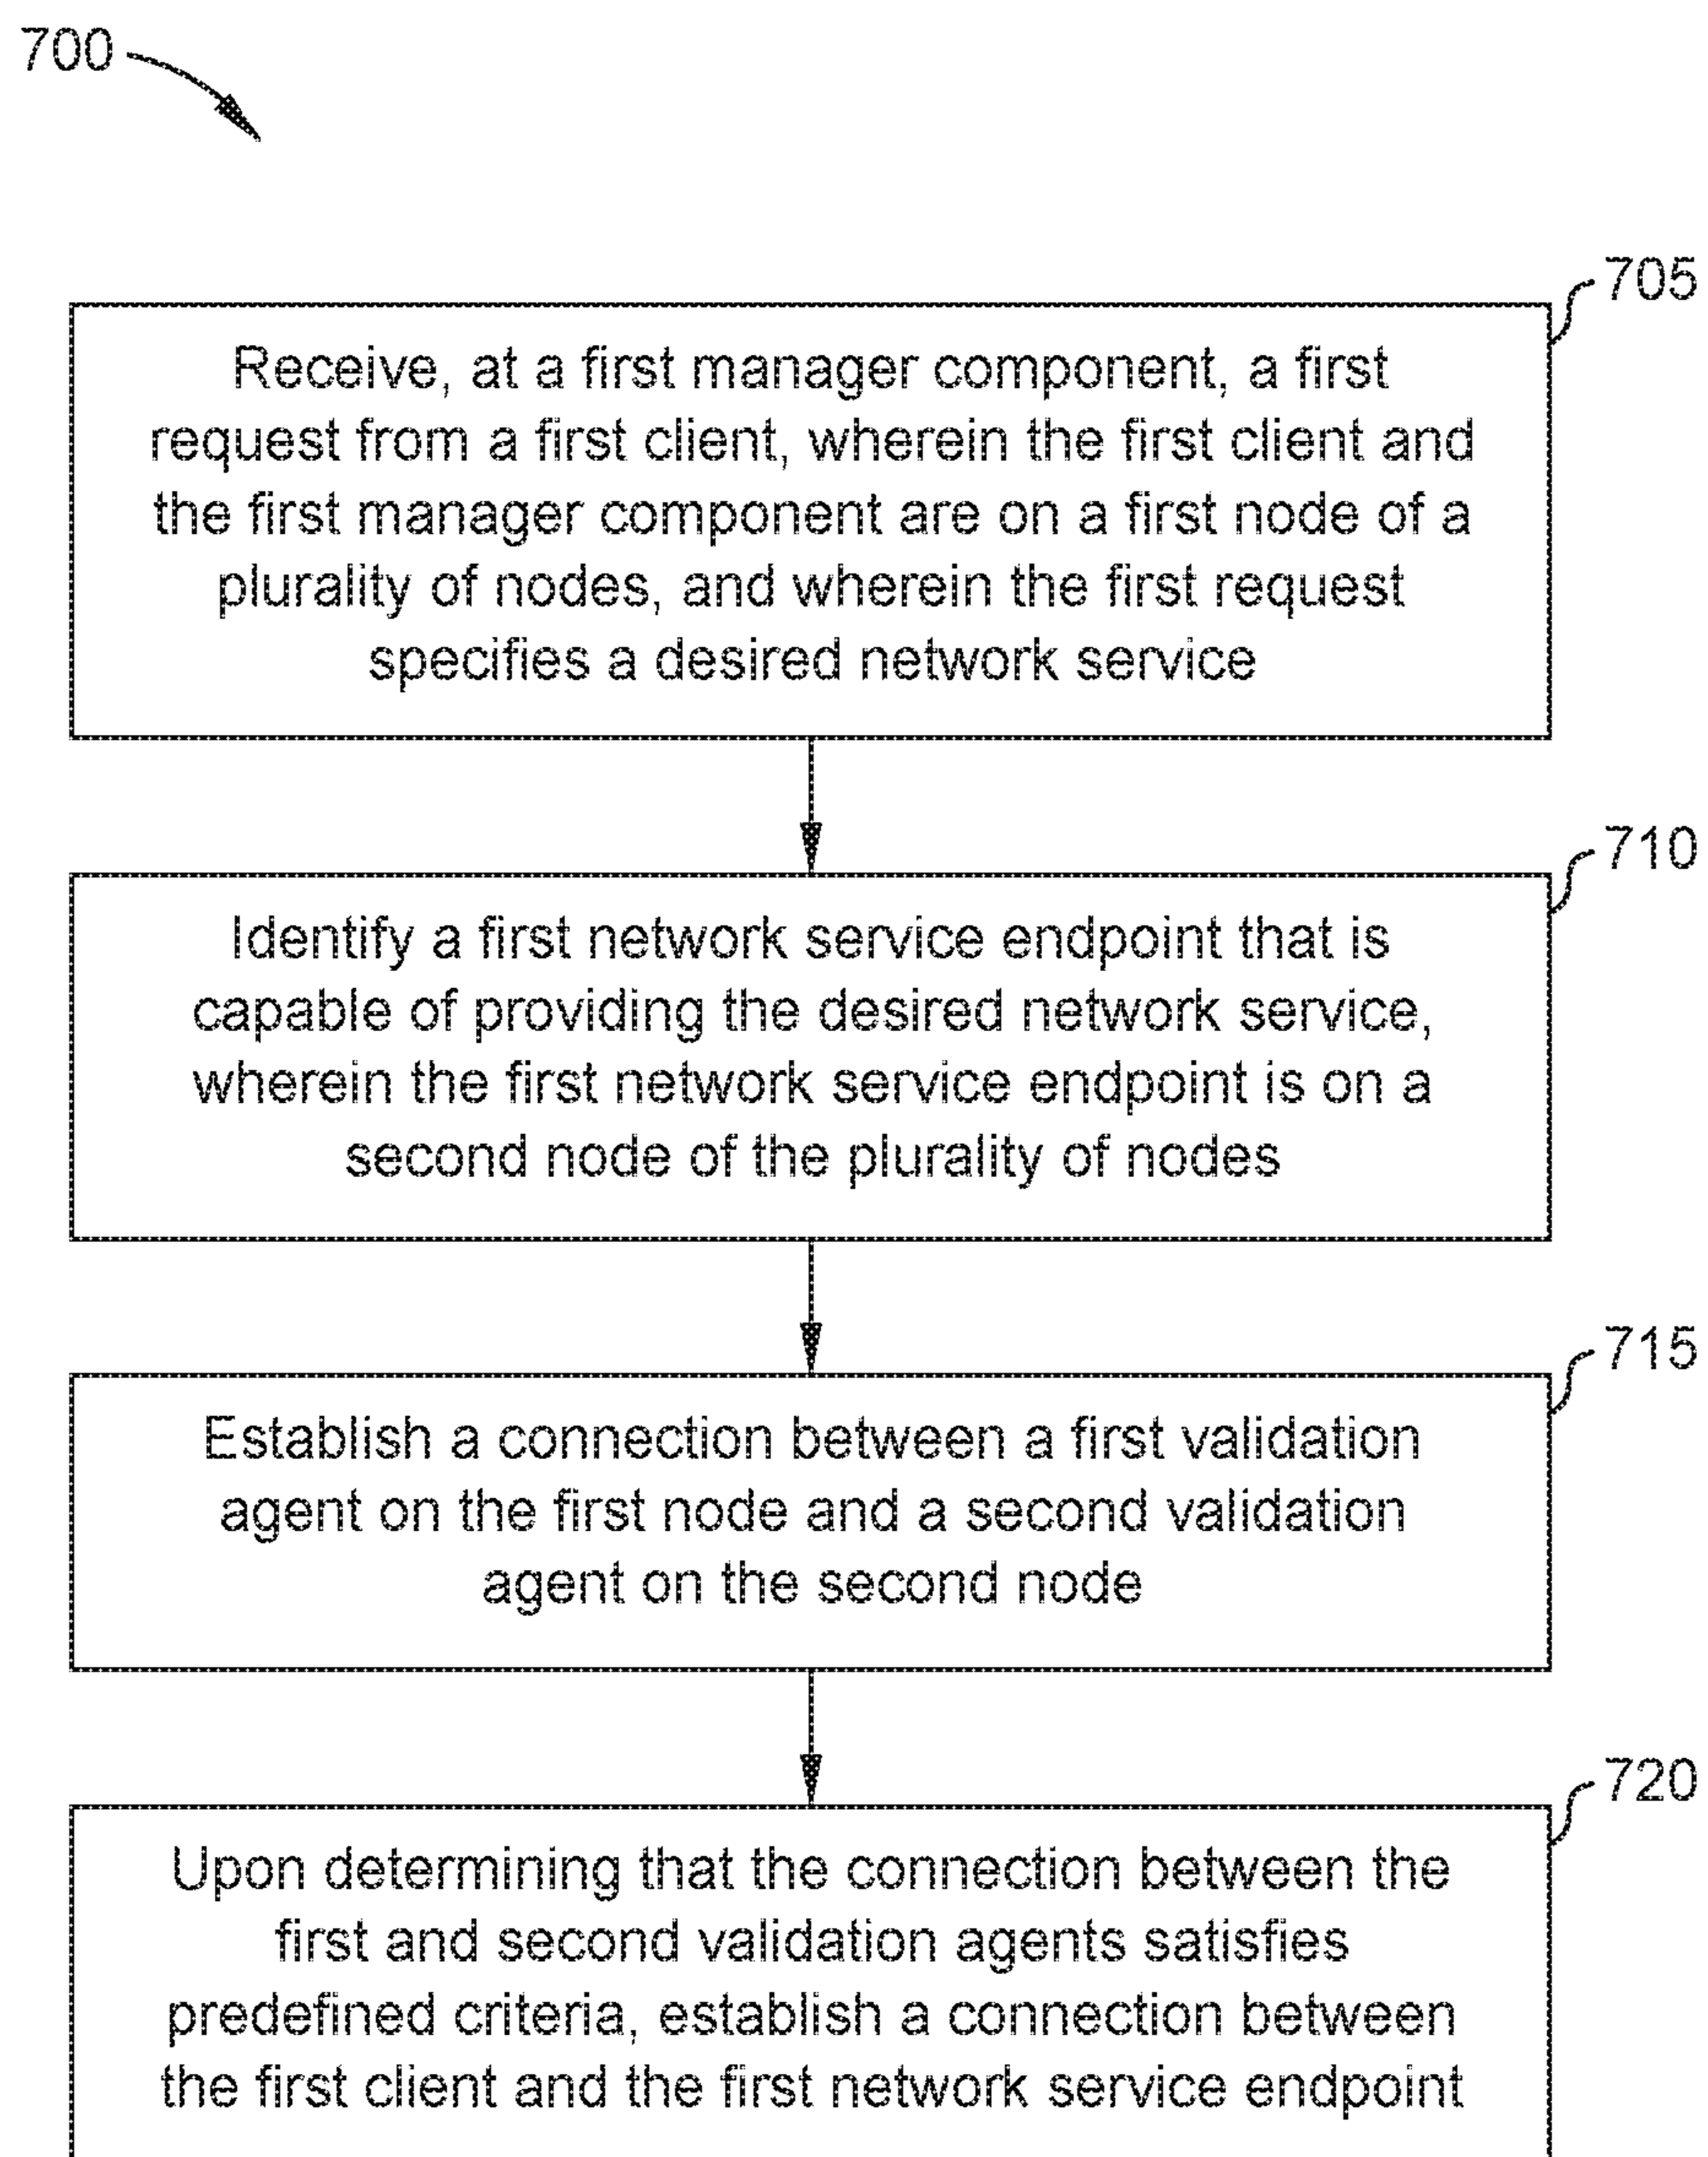 700
705
Receive, at a first manager component, a first
request from a first client, wherein the first client and
the first manager component are on a first node of a
plurality of nodes, and wherein the first request
specifies a desired network service
710
Identify a first network service endpoint that is
capable of providing the desired network service,
wherein the first network service endpoint is on a
second node of the plurality of nodes
715
Establish a connection between a first validation
agent on the first node and a second validation
agent on the second node
720
Upon determining that the connection between the
first and second validation agents satisfies
predefined criteria, establish a connection between
the first client and the first network service endpoint